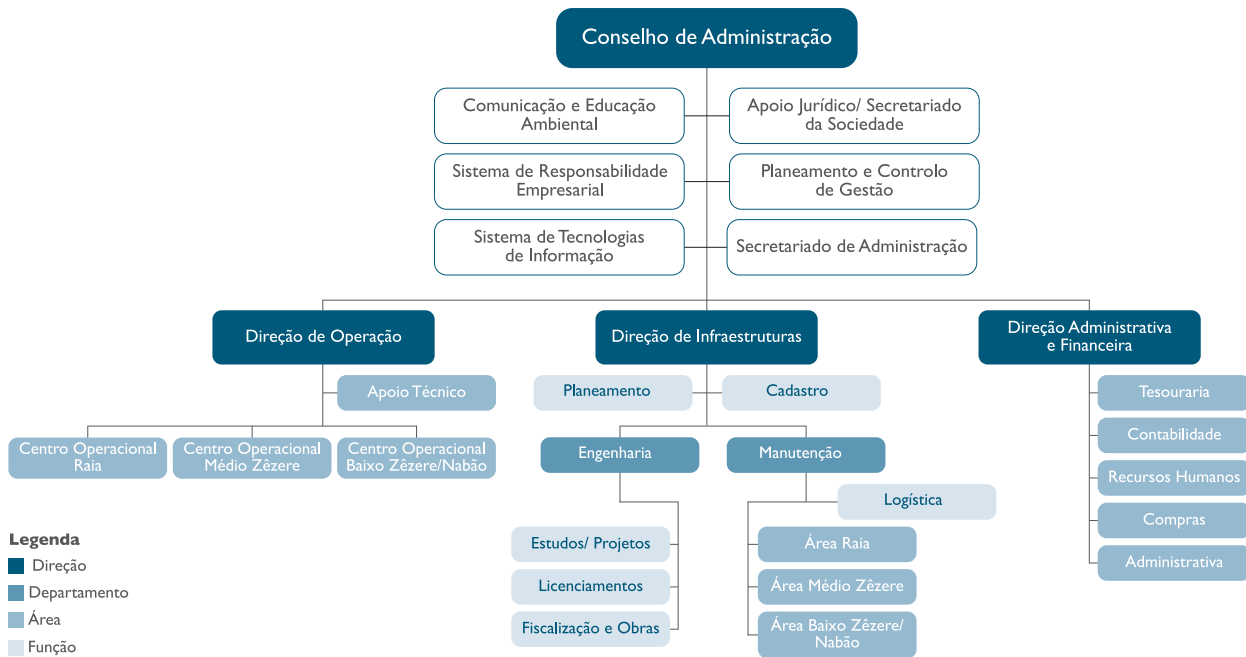 Conselho de Administração
Comunicação e Educação
Ambiental
Apoio Jurídico/ Secretariado
da Sociedade
Sistema de Responsabilidade
Empresarial
Planeamento e Controlo
de Gestão
Sistema de Tecnologias
de Informação
Secretariado de Administração
Direção de Operação
Direção de Infraestruturas
Direção Administrativa
e Financeira
Apoio Técnico
Centro Operacional
Raia
Centro Operacional
Médio Zêzere
Centro Operacional
Baixo Zêzere/Nabão
Planeamento
Cadastro
Engenharia
Manutenção
Logística
Estudos/ Projetos
Licenciamentos
Fiscalização e Obras
Área Raia
Área Médio Zêzere
Área Baixo Zêzere/
Nabão
Tesouraria
Contabilidade
Recursos Humanos
Compras
Administrativa
Legenda
Direção
Departamento
Área
Função